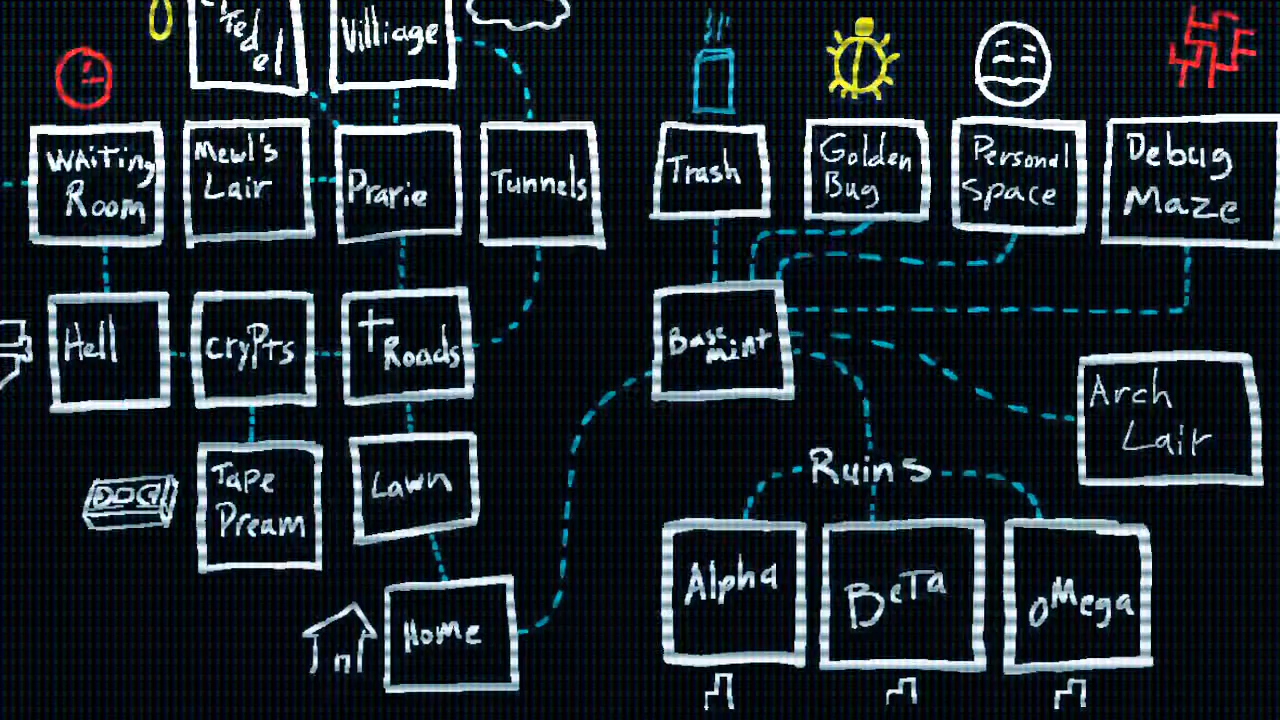 Villiage
Waiting
Room
Mewl's
Lair
Prarie
Tunnels
Trash
Golden
Bug
Personal
Space
Debug
Maze
Hell
Crypts
Roads
Base
mint
Arch
Lair
Tape
Dream
Lawn
Ruins
Home
Alpha
Beta
oMega